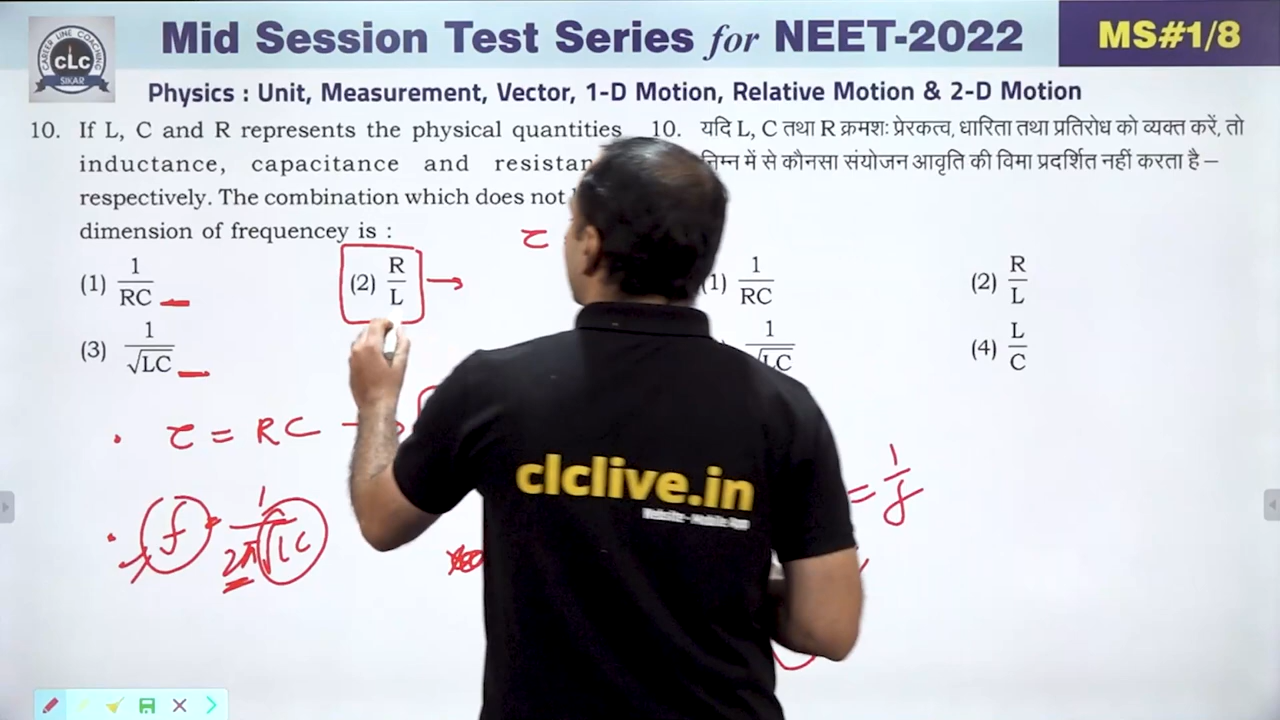 CAREER LINE COACHING
CLC
SIKAR
Mid Session Test Series for NEET-2022
MS#1/8
Physics : Unit, Measurement, Vector, 1-D Motion, Relative Motion & 2-D Motion
10. If L, C and R represents the physical quantities
inductance, capacitance and
respectively. The combination which does not
dimension of frequencey is :
(1) 1/RC
(2) R/L
(3) 1/√LC
10. यदि L, C तथा R क्रमशः प्रेरकत्व, धारिता तथा प्रतिरोध को व्यक्त करें, तो
निम्न में से कौनसा संयोजन आवृति की विमा प्रदर्शित नहीं करता है –
1/RC
(2) R/L
(4) L/C
τ
τ = RC →
f = 1/2π√LC
= 1/f
clclive.in